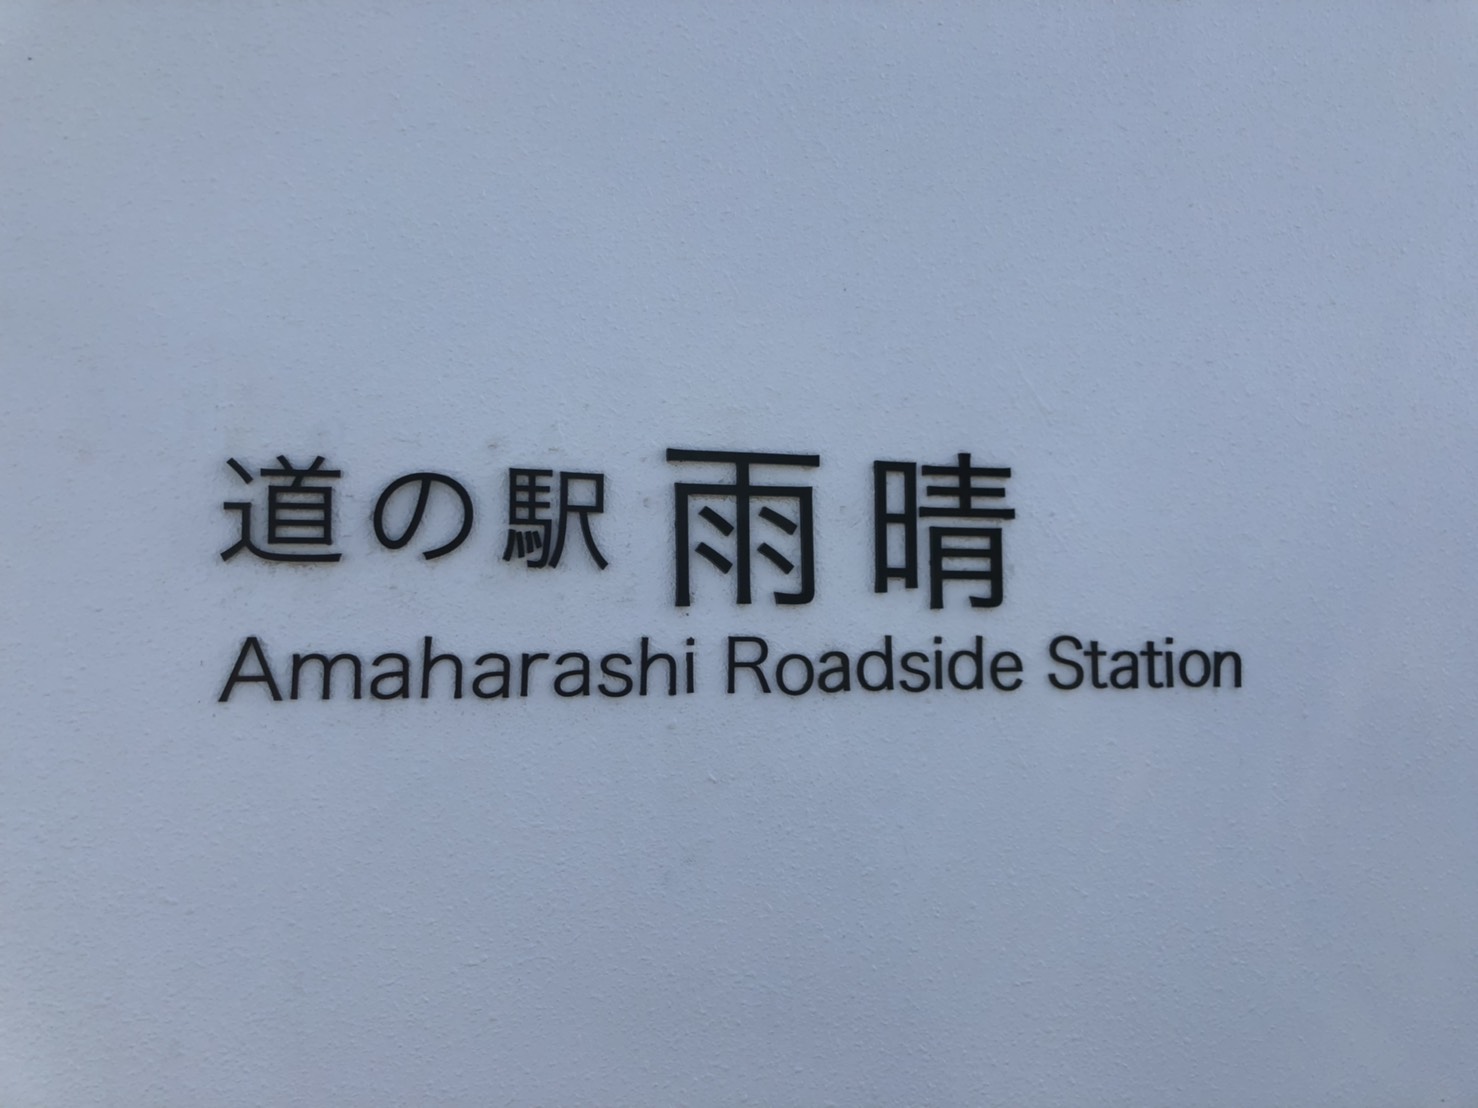 道の駅 雨晴
Amaharashi Roadside Station